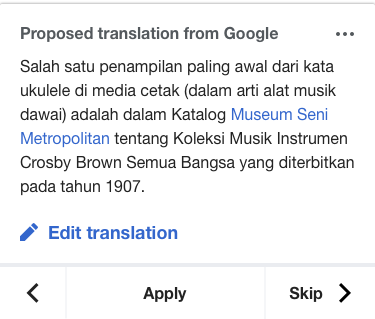 Proposed translation from Google
Salah satu penampilan paling awal dari kata
ukulele di media cetak (dalam arti alat musik
dawai) adalah dalam Katalog Museum Seni
Metropolitan tentang Koleksi Musik Instrumen
Crosby Brown Semua Bangsa yang diterbitkan
pada tahun 1907.
Edit translation
Apply
Skip